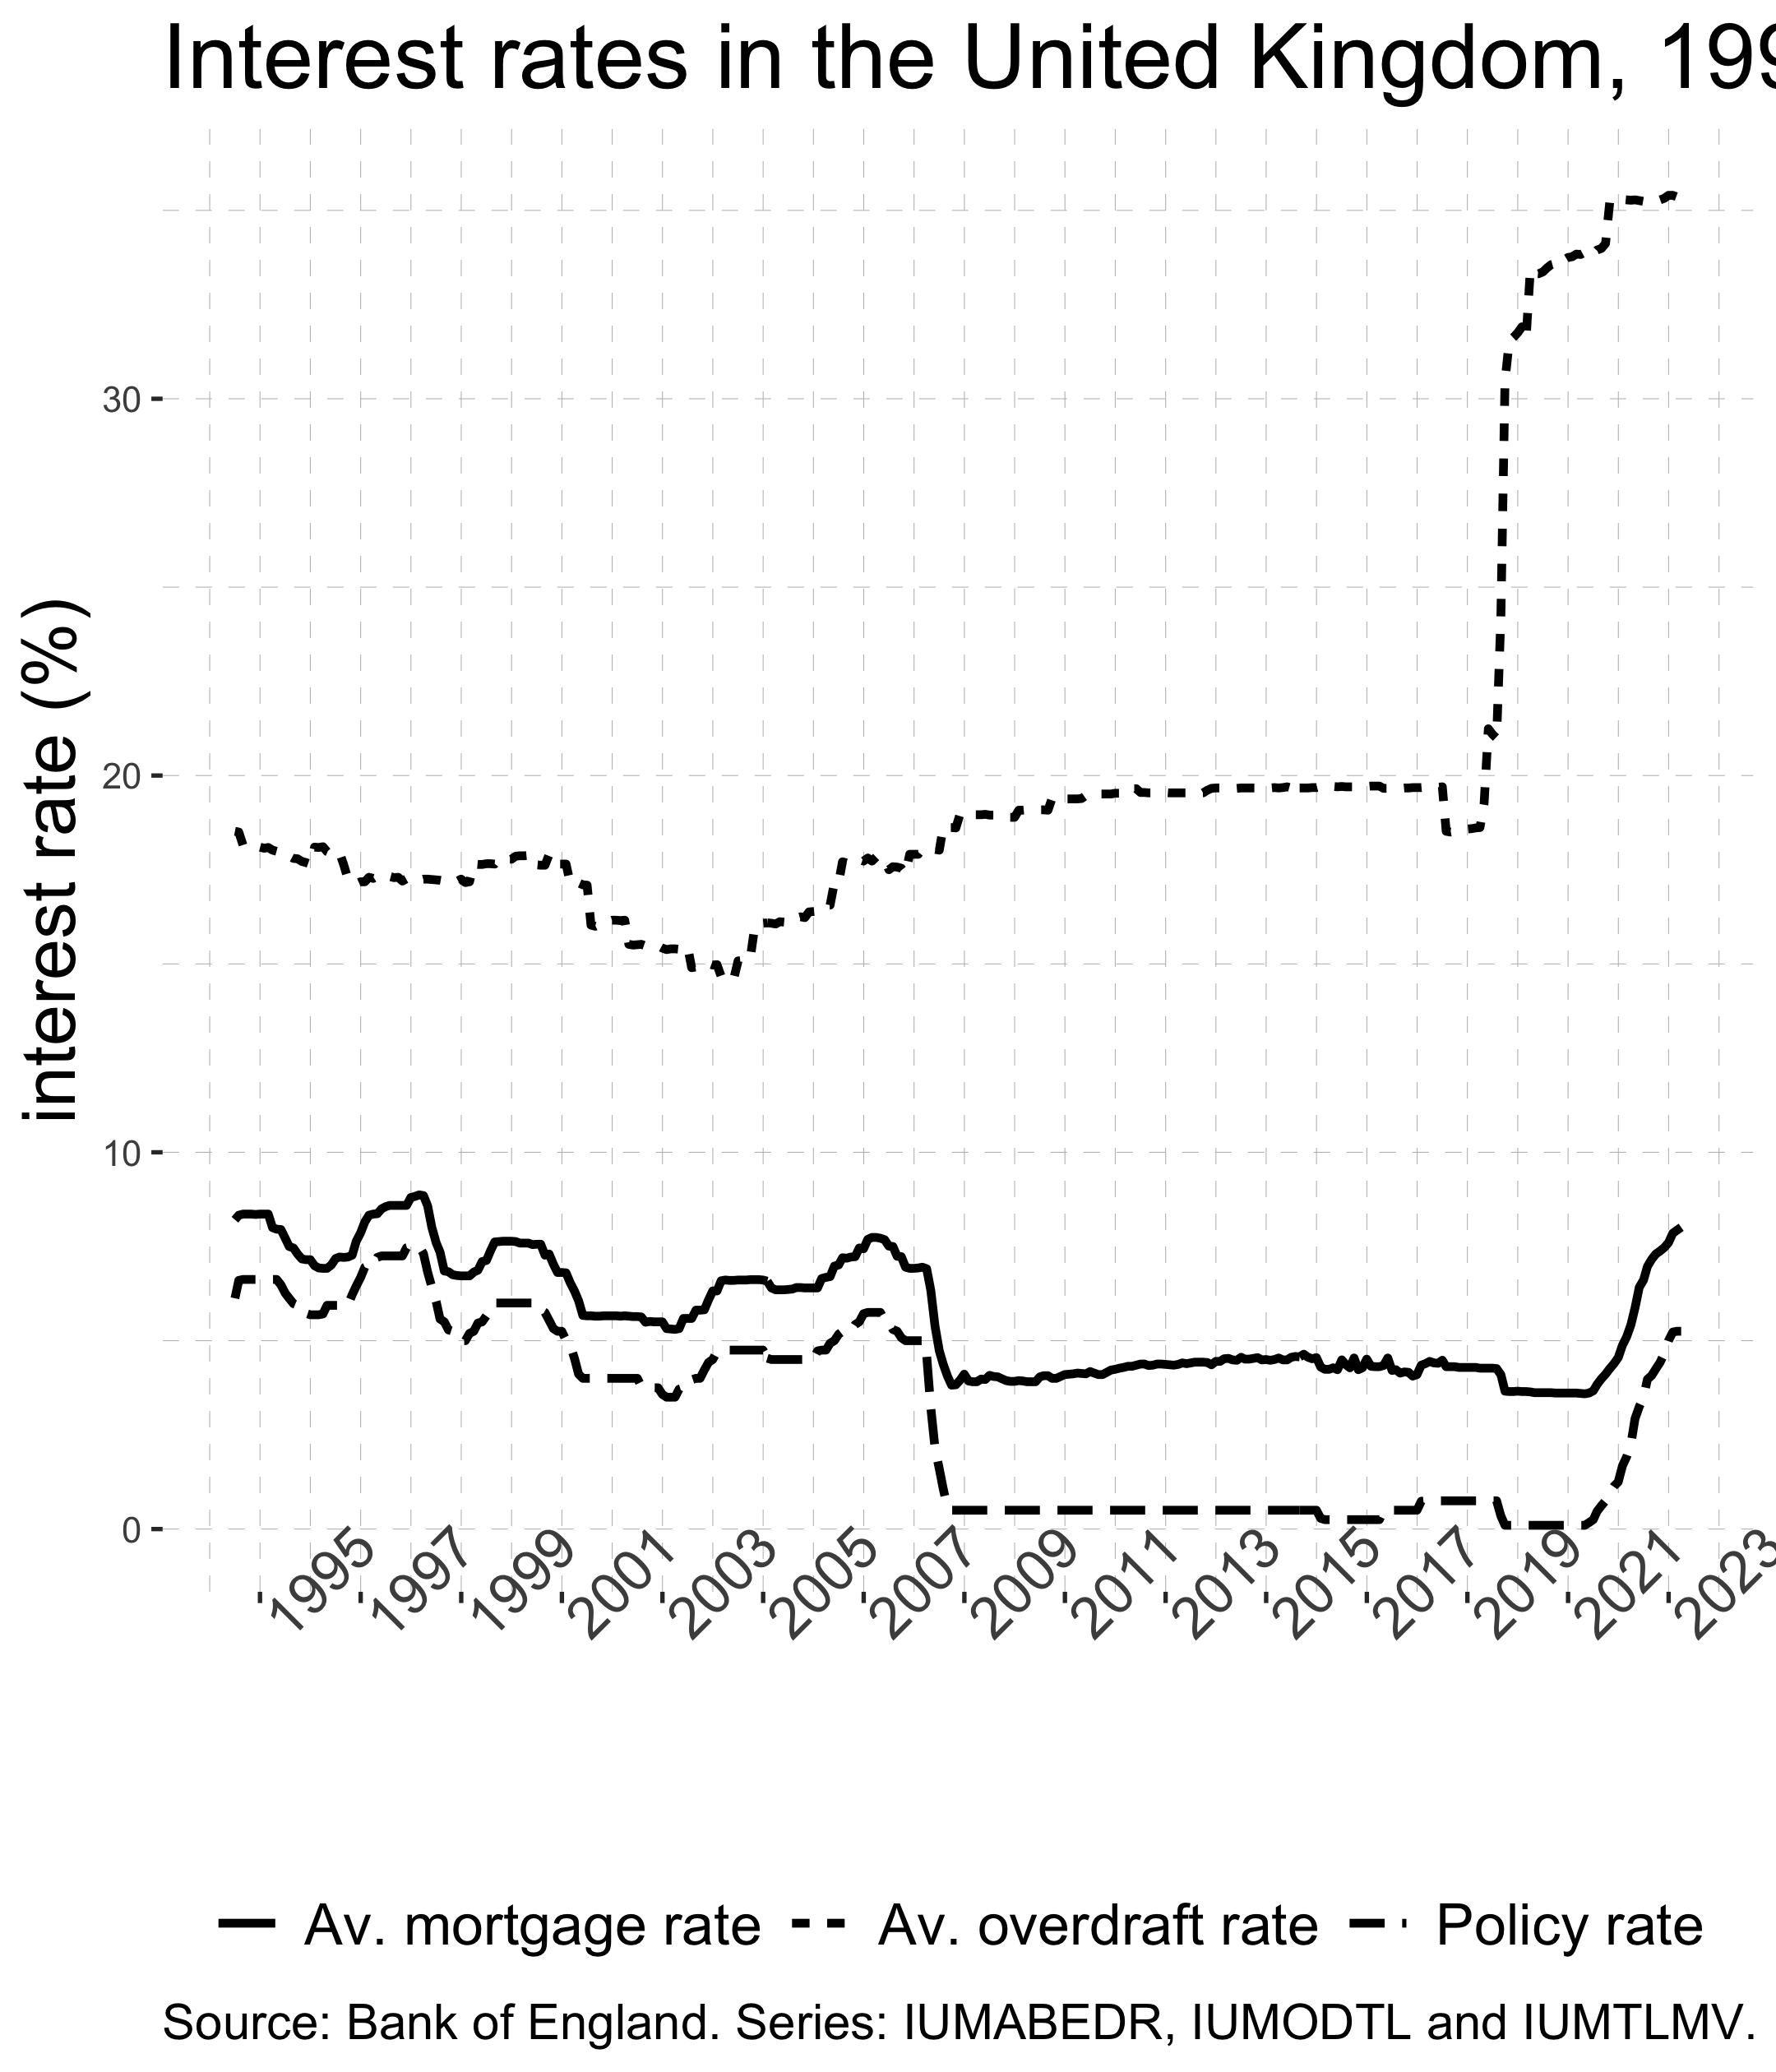 Interest rates in the United Kingdom, 199
interest rate (%)
30
20
10
0
1995 1997 1999 2001 2003 2005 2007 2009 2011 2013 2015 2017 2019 2021 2023
Av. mortgage rate Av. overdraft rate Policy rate
Source: Bank of England. Series: IUMABEDR, IUMODTL and IUMTLMV.